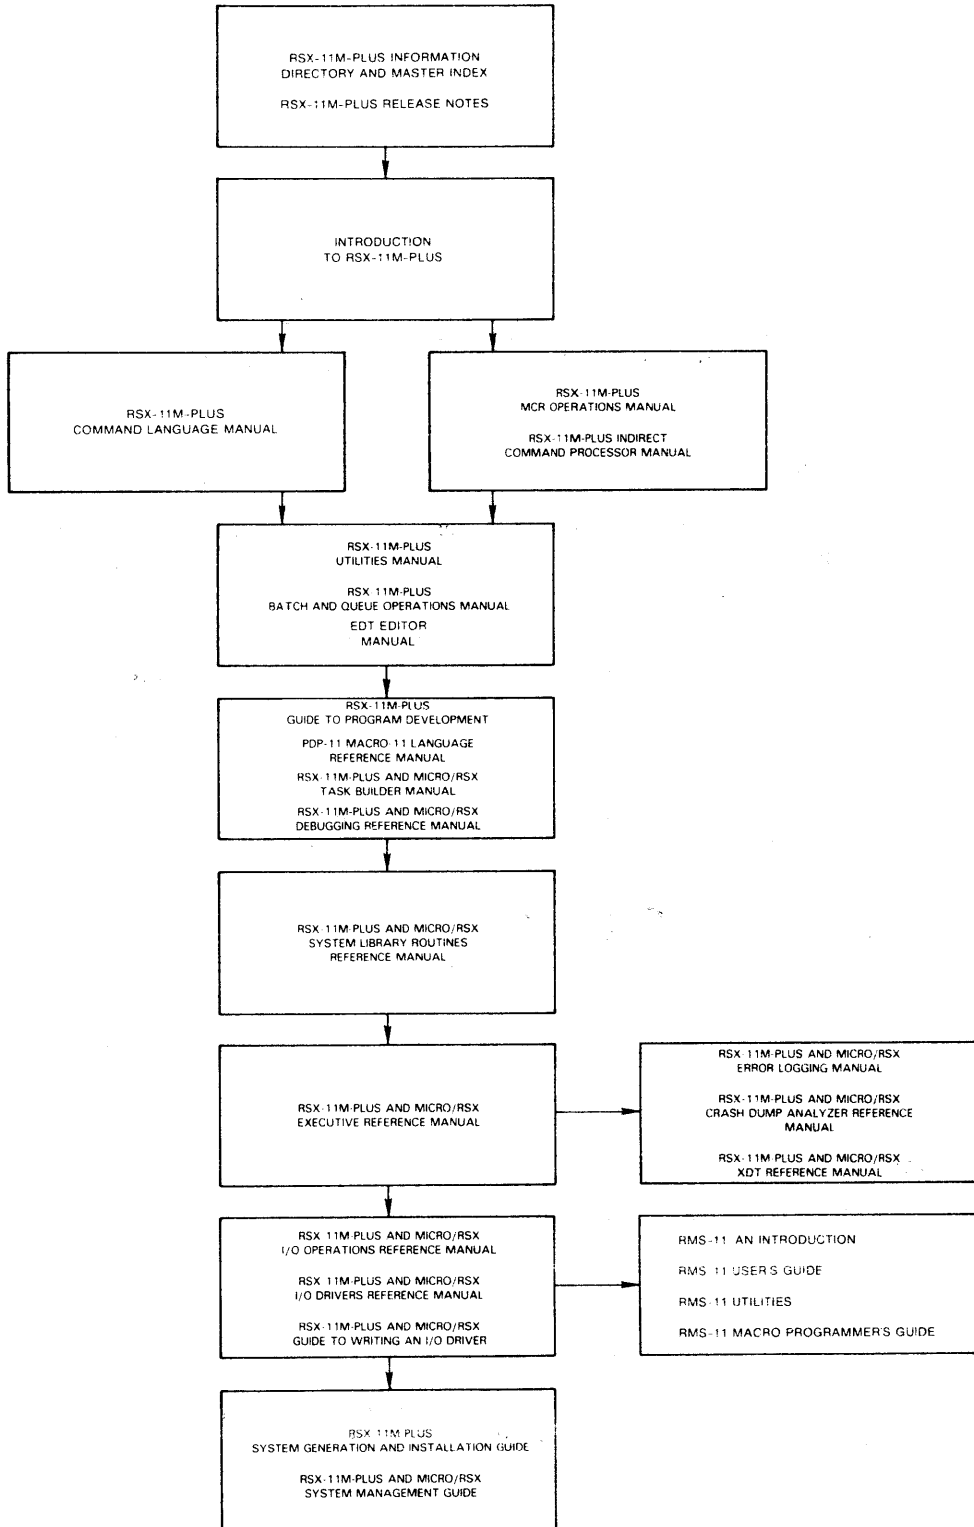 RSX-11M-PLUS INFORMATION
DIRECTORY AND MASTER INDEX
RSX-11M-PLUS RELEASE NOTES
INTRODUCTION
TO RSX-11M-PLUS
RSX-11M-PLUS
COMMAND LANGUAGE MANUAL
RSX-11M-PLUS
MCR OPERATIONS MANUAL
RSX-11M-PLUS INDIRECT
COMMAND PROCESSOR MANUAL
RSX-11M-PLUS
UTILITIES MANUAL
RSX-11M-PLUS
BATCH AND QUEUE OPERATIONS MANUAL
EDT EDITOR
MANUAL
RSX-11M-PLUS
GUIDE TO PROGRAM DEVELOPMENT
PDP-11 MACRO-11 LANGUAGE
REFERENCE MANUAL
RSX-11M-PLUS AND MICRO/RSX
TASK BUILDER MANUAL
RSX-11M-PLUS AND MICRO/RSX
DEBUGGING REFERENCE MANUAL
RSX-11M-PLUS AND MICRO/RSX
SYSTEM LIBRARY ROUTINES
REFERENCE MANUAL
RSX-11M-PLUS AND MICRO/RSX
EXECUTIVE REFERENCE MANUAL
RSX-11M-PLUS AND MICRO/RSX
ERROR LOGGING MANUAL
RSX-11M-PLUS AND MICRO/RSX
CRASH DUMP ANALYZER REFERENCE
MANUAL
RSX-11M-PLUS AND MICRO/RSX
XDT REFERENCE MANUAL
RSX 11M-PLUS AND MICRO/RSX
I/O OPERATIONS REFERENCE MANUAL
RSX 11M-PLUS AND MICRO/RSX
I/O DRIVERS REFERENCE MANUAL
RSX-11M-PLUS AND MICRO/RSX
GUIDE TO WRITING AN I/O DRIVER
RMS-11 AN INTRODUCTION
RMS 11 USER'S GUIDE
RMS-11 UTILITIES
RMS-11 MACRO PROGRAMMER'S GUIDE
RSX 11M PLUS
SYSTEM GENERATION AND INSTALLATION GUIDE
RSX-11M-PLUS AND MICRO/RSX
SYSTEM MANAGEMENT GUIDE